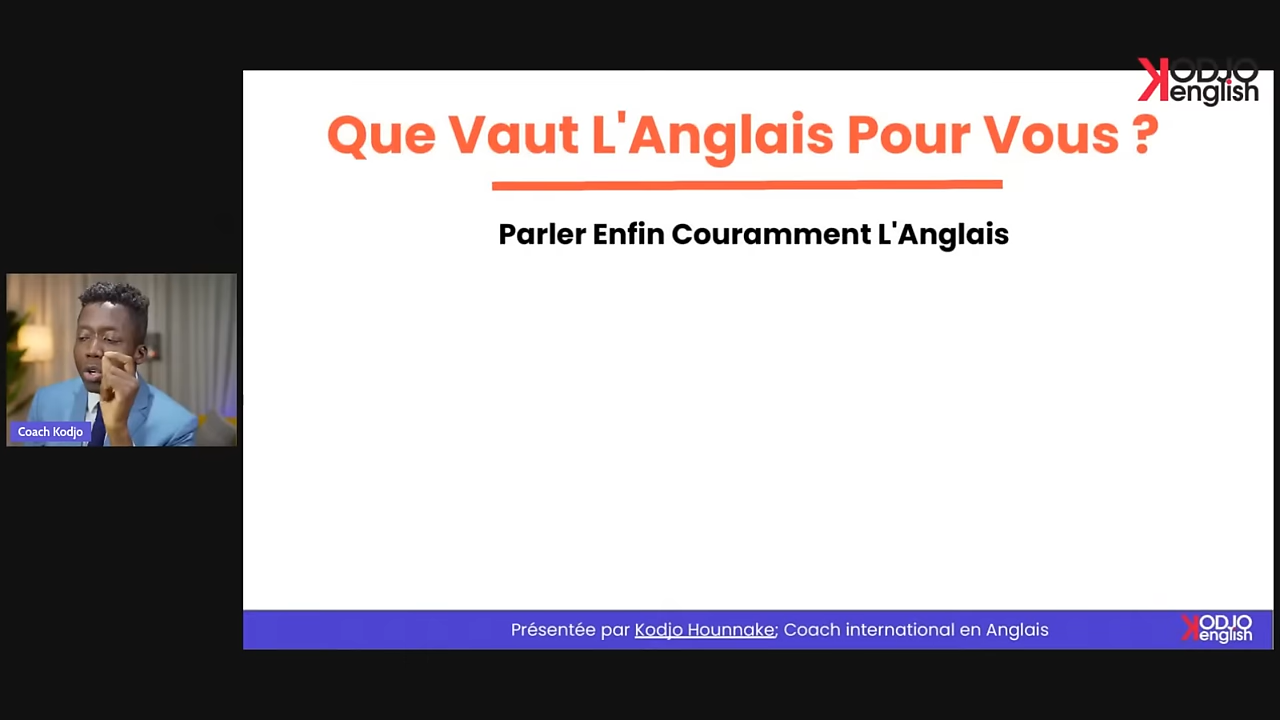 KODJO
english
Que Vaut L'Anglais Pour Vous ?
Parler Enfin Couramment L'Anglais
Coach Kodjo
Présentée par Kodjo Hounnake; Coach international en Anglais
KODJO
english